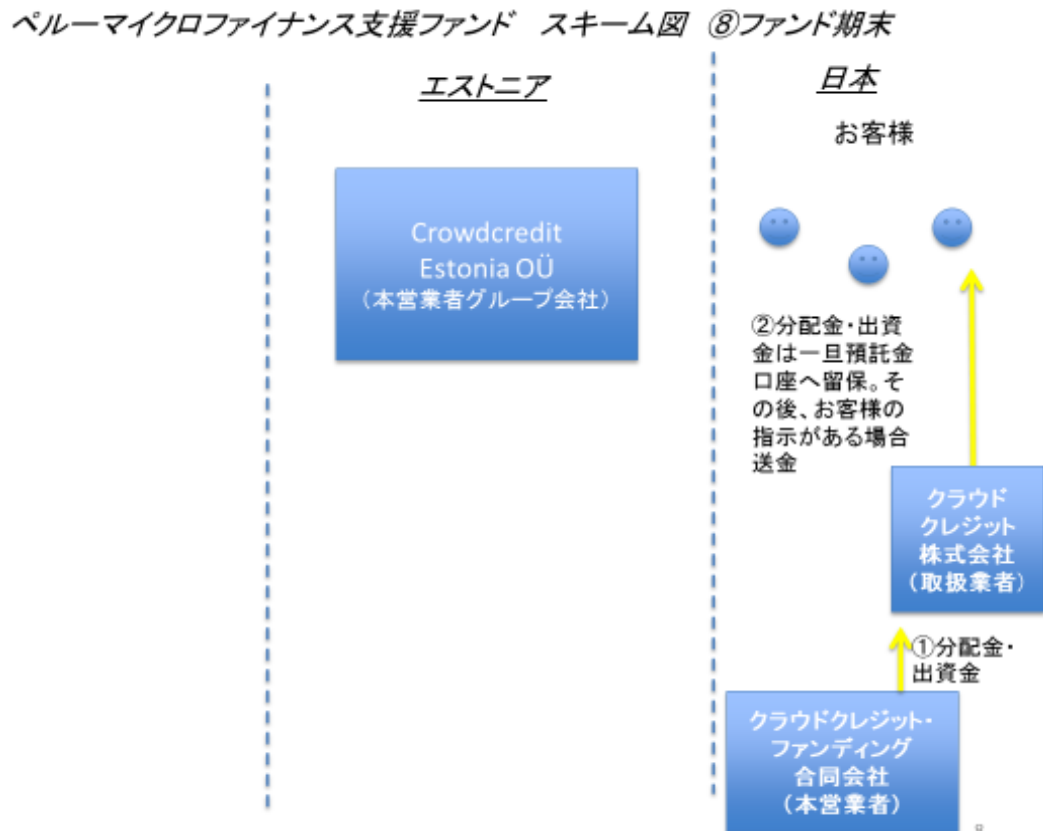 ペルーマイクロファイナンス支援ファンド　スキーム図　⑧ファンド期末
エストニア
日本
お客様
Crowdcredit
Estonia OÜ
（本営業者グループ会社）
②分配金・出資
金は一旦預託金
口座へ留保。そ
の後、お客様の
指示がある場合
送金
クラウド
クレジット
株式会社
（取扱業者）
①分配金・
出資金
クラウドクレジット・
ファンディング
合同会社
（本営業者）